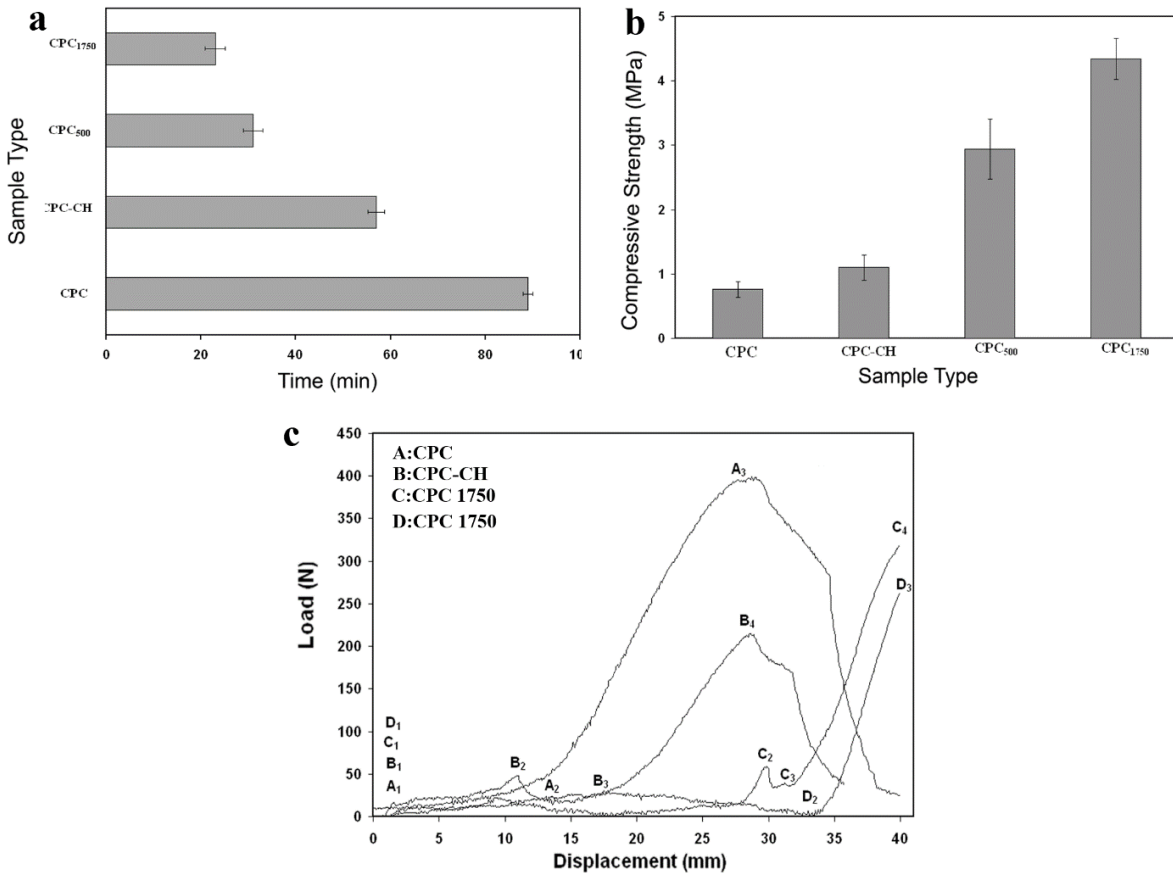 a
CPC₁₇₅₀
CPC₅₀₀
:PC-CH
CPC
Sample Type
0 20 40 60 80 10
Time (min)
b
5
4
3
2
1
0
Compressive Strength (MPa)
CPC CPC-CH CPC₅₀₀ CPC₁₇₅₀
Sample Type
c
A:CPC
B:CPC-CH
C:CPC 1750
D:CPC 1750
450
400
350
300
250
200
150
100
50
0
Load (N)
A₃
C₄
D₃
B₄
D₁
C₁
B₁
A₁
B₂
A₂
B₃
C₂
C₃
D₂
0 5 10 15 20 25 30 35 40
Displacement (mm)